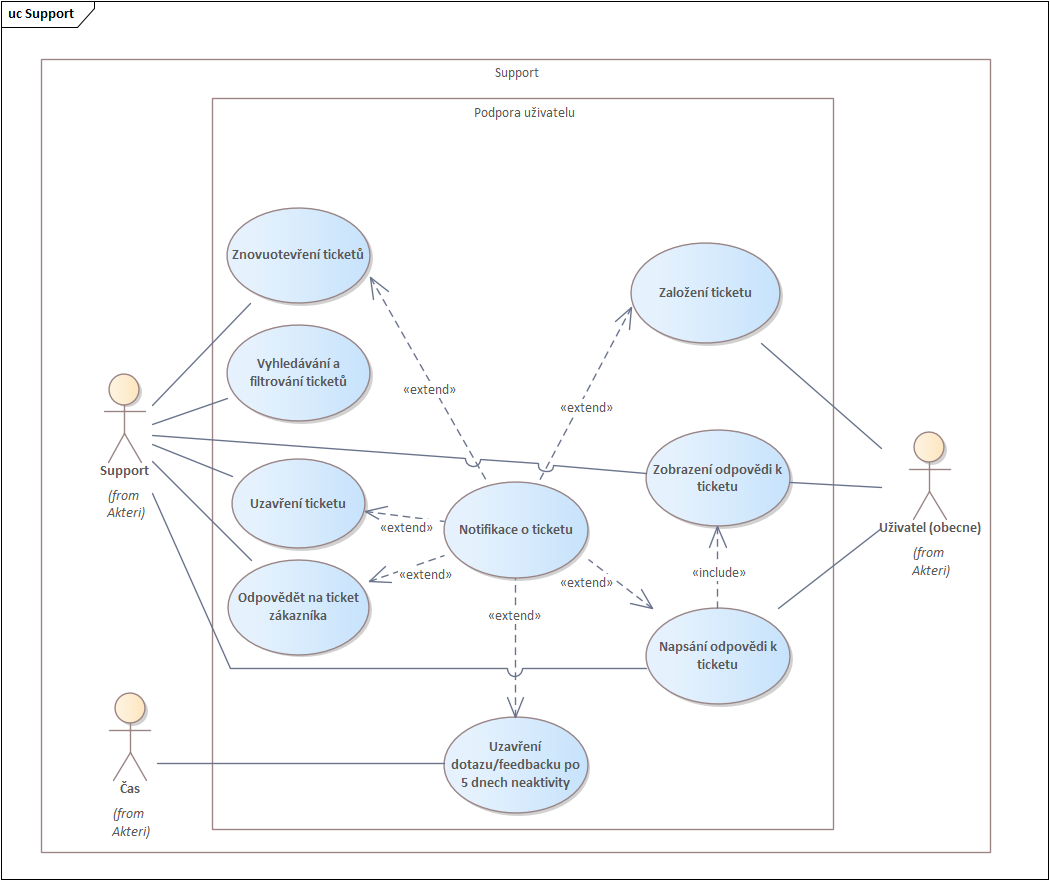 uc Support
Support
Podpora uživatelu
Znovuotevření ticketů
Založení ticketu
Vyhledávání a
filtrování ticketů
«extend»
«extend»
Support
(from
Akteri)
Zobrazení odpovědi k
ticketu
Uzavření ticketu
«extend»
Notifikace o ticketu
Uživatel (obecne)
(from
Akteri)
«extend»
«extend»
«include»
Odpovědět na ticket
zákazníka
«extend»
Napsání odpovědi k
ticketu
Uzavření
dotazu/feedbacku po
5 dnech neaktivity
Čas
(from
Akteri)